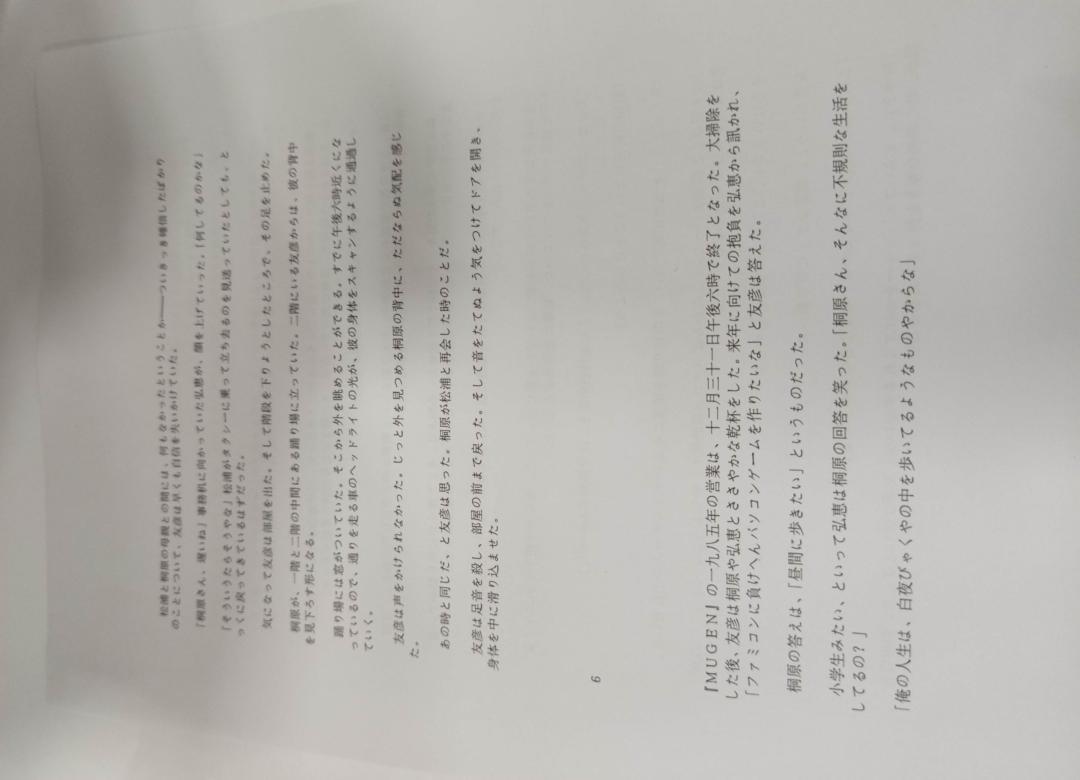 松浦と桐原の母親との間には、何もなかったということか――ついさっき確信したばかり
のことについて、友彦は早くも自信を失いかけていた。
「桐原さん、遅いね」事務机に向かっていた弘恵が、顔を上げていった。「何してるのかな」
「そういうたらそうやな」松浦がタクシーに乗って立ち去るのを見送っていたとしても、と
っくに戻ってきているはずだった。
気になって友彦は部屋を出た。そして階段を下りようとしたところで、その足を止めた。
桐原が、一階と二階の中間にある踊り場に立っていた。二階にいる友彦からは、彼の背中
を見下ろす形になる。
踊り場には窓がついていた。そこから外を眺めることができる。すでに午後六時近くにな
っているので、通りを走る車のヘッドライトの光が、彼の身体をスキャンするように通過し
ていく。
友彦は声をかけられなかった。じっと外を見つめる桐原の背中に、ただならぬ気配を感じ
た。
あの時と同じだ、と友彦は思った。桐原が松浦と再会した時のことだ。
友彦は足音を殺し、部屋の前まで戻った。そして音をたてぬよう気をつけてドアを開き、
身体を中に滑り込ませた。
6
『ＭＵＧＥＮ』の一九八五年の営業は、十二月三十一日午後六時で終了となった。大掃除を
した後、友彦は桐原や弘恵とささやかな乾杯をした。来年に向けての抱負を弘恵から訊かれ、
「ファミコンに負けへんパソコンゲームを作りたいな」と友彦は答えた。
桐原の答えは、「昼間に歩きたい」というものだった。
小学生みたい、といって弘恵は桐原の回答を笑った。「桐原さん、そんなに不規則な生活を
してるの？」
「俺の人生は、白夜びゃくやの中を歩いてるようなものやからな」